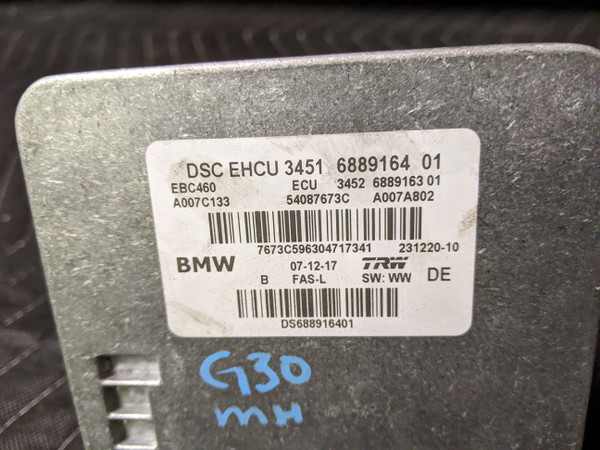 DSC EHCU 3451 6889164 01
EBC460 ECU 3452 6889163 01
A007C133 54087673C A007A802
7673C596304717341 231220-10
BMW 07-12-17 TRW DE
B FAS-L SW: WW
DS688916401
G30
MH